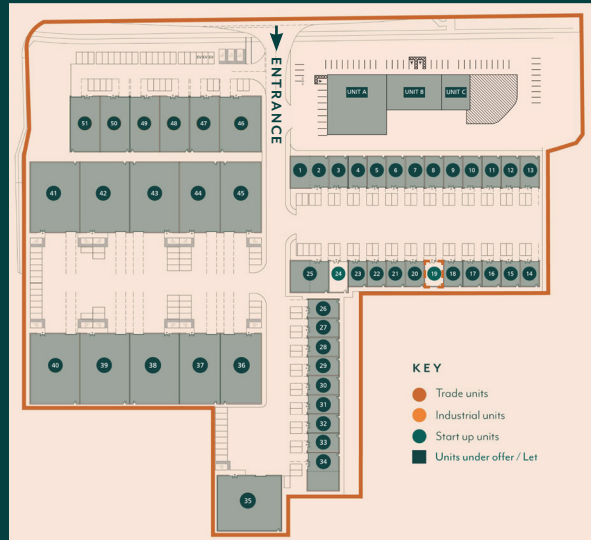 ENTRANCE
UNIT A UNIT B UNIT C
51 50 49 48 47 46
1 2 3 4 5 6 7 8 9 10 11 12 13
41 42 43 44 45
25 24 23 22 21 20 19 18 17 16 15 14
26
27
28
29
30
31
32
33
34
40 39 38 37 36
35
KEY
Trade units
Industrial units
Start up units
Units under offer / Let